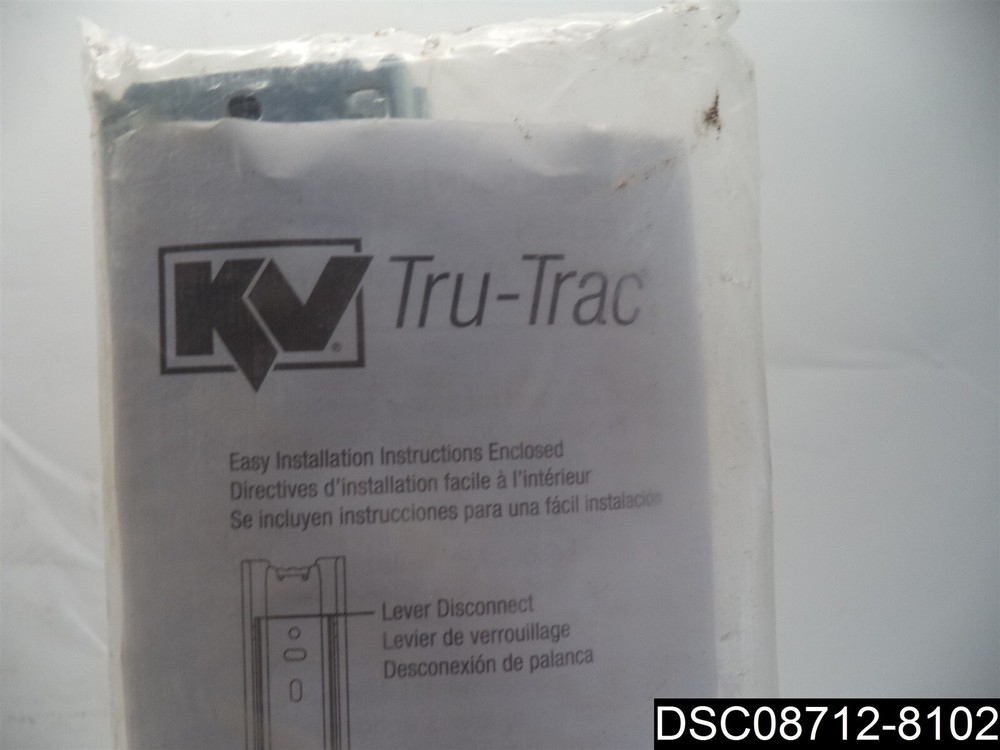 KV® Tru-Trac
Easy Installation Instructions Enclosed
Directives d'installation facile à l'intérieur
Se incluyen instrucciones para una fácil instalación
Lever Disconnect
Levier de verrouillage
Desconexión de palanca
DSC08712-8102